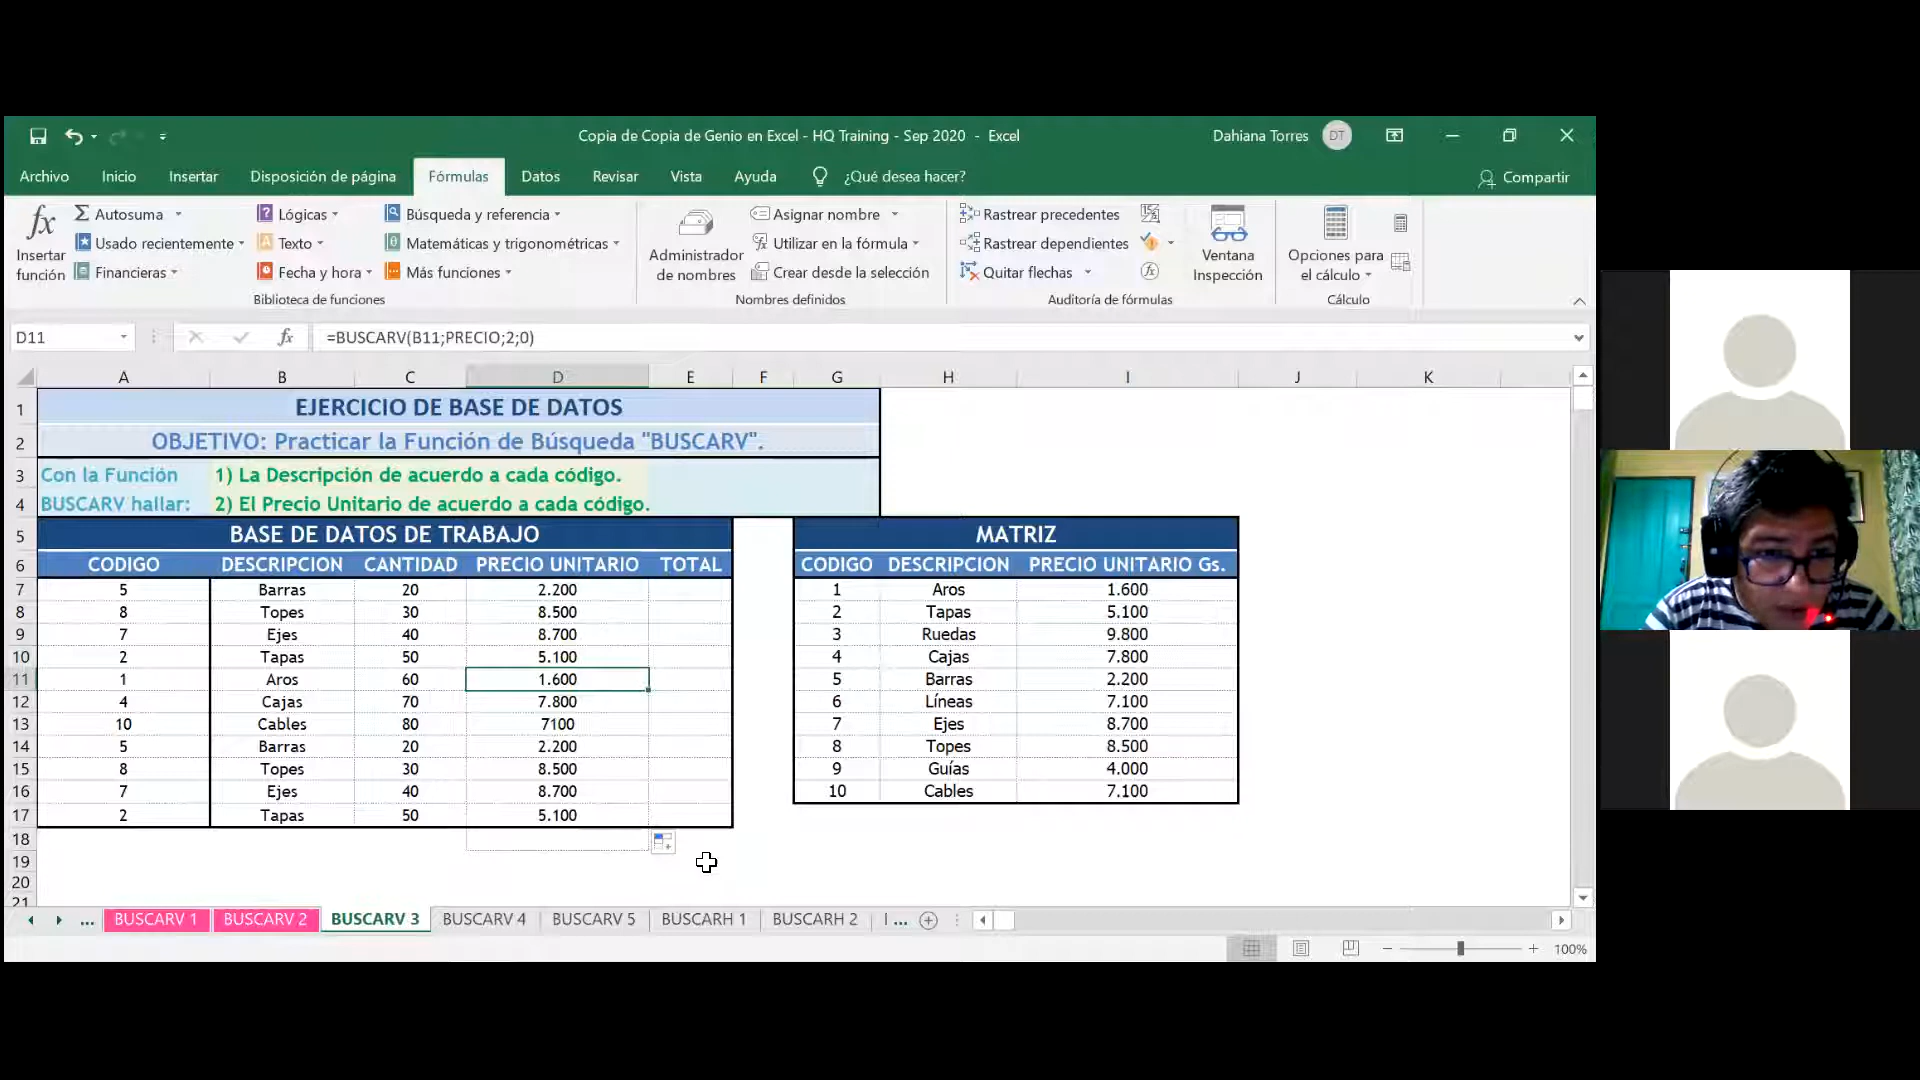 Copia de Copia de Genio en Excel - HQ Training - Sep 2020 - Excel
Dahiana Torres DT
Archivo Inicio Insertar Disposición de página Fórmulas Datos Revisar Vista Ayuda ¿Qué desea hacer? Compartir
fx Insertar función
Σ Autosuma
Usado recientemente
Financieras
Lógicas
Texto
Fecha y hora
Búsqueda y referencia
Matemáticas y trigonométricas
Más funciones
Biblioteca de funciones
Administrador de nombres
Asignar nombre
Utilizar en la fórmula
Crear desde la selección
Nombres definidos
Rastrear precedentes
Rastrear dependientes
Quitar flechas
Auditoría de fórmulas
Ventana Inspección
Opciones para el cálculo
Cálculo
D11 fx =BUSCARV(B11;PRECIO;2;0)
A B C D E F G H I J K
1 EJERCICIO DE BASE DE DATOS
2 OBJETIVO: Practicar la Función de Búsqueda "BUSCARV".
3 Con la Función 1) La Descripción de acuerdo a cada código.
4 BUSCARV hallar: 2) El Precio Unitario de acuerdo a cada código.
5 BASE DE DATOS DE TRABAJO MATRIZ
6 CODIGO DESCRIPCION CANTIDAD PRECIO UNITARIO TOTAL CODIGO DESCRIPCION PRECIO UNITARIO Gs.
7 5 Barras 20 2.200 1 Aros 1.600
8 8 Topes 30 8.500 2 Tapas 5.100
9 7 Ejes 40 8.700 3 Ruedas 9.800
10 2 Tapas 50 5.100 4 Cajas 7.800
11 1 Aros 60 1.600 5 Barras 2.200
12 4 Cajas 70 7.800 6 Líneas 7.100
13 10 Cables 80 7100 7 Ejes 8.700
14 5 Barras 20 2.200 8 Topes 8.500
15 8 Topes 30 8.500 9 Guías 4.000
16 7 Ejes 40 8.700 10 Cables 7.100
17 2 Tapas 50 5.100
18
19
20
21
... BUSCARV 1 BUSCARV 2 BUSCARV 3 BUSCARV 4 BUSCARV 5 BUSCARH 1 BUSCARH 2 I ...
100%